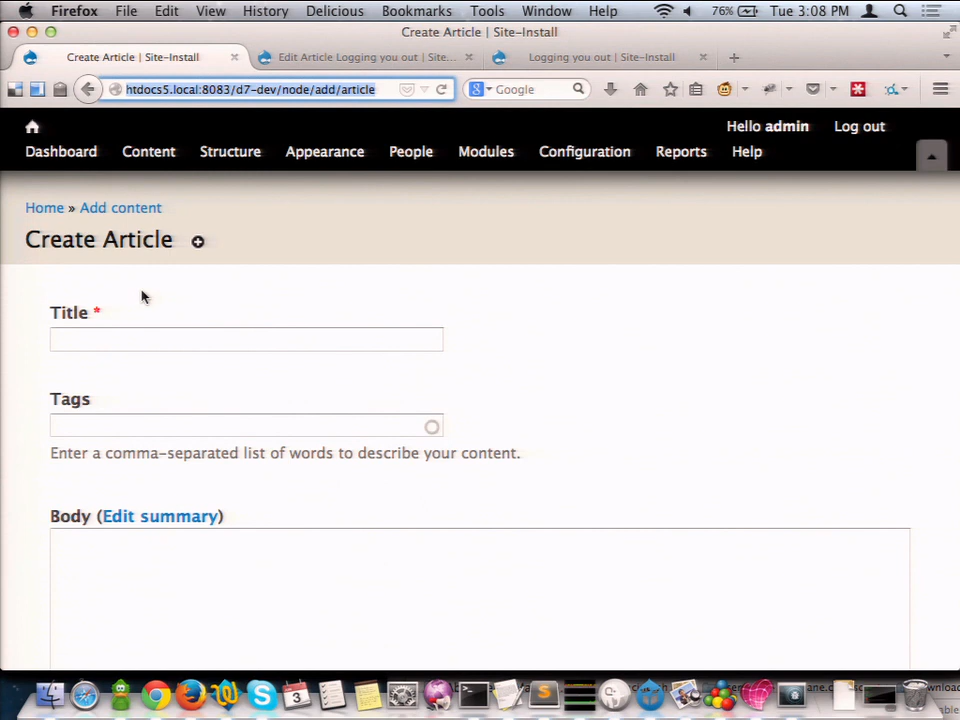 Firefox File Edit View History Delicious Bookmarks Tools Window Help 76% Tue 3:08 PM
Create Article | Site-Install
Create Article | Site-Install Edit Article Logging you out | Site... Logging you out | Site-Install
htdocs5.local:8083/d7-dev/node/add/article Google
Hello admin Log out
Dashboard Content Structure Appearance People Modules Configuration Reports Help
Home » Add content
Create Article
Title *
Tags
Enter a comma-separated list of words to describe your content.
Body (Edit summary)
3